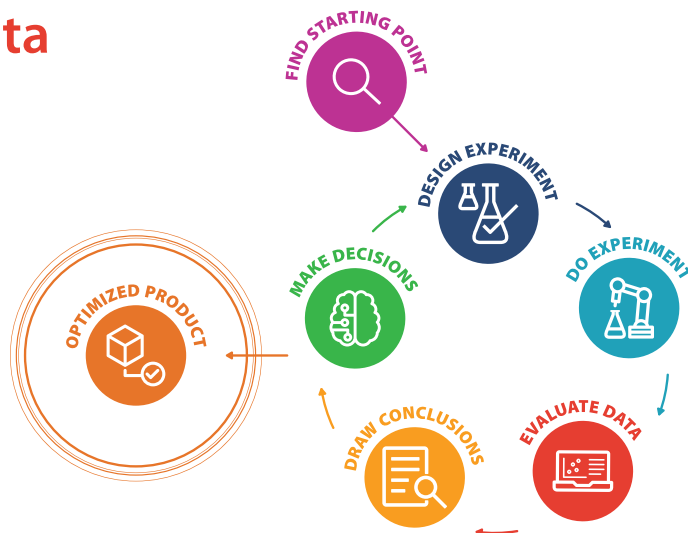 ta
FIND STARTING POINT
DESIGN EXPERIMENT
DO EXPERIMENT
EVALUATE DATA
DRAW CONCLUSIONS
MAKE DECISIONS
OPTIMIZED PRODUCT